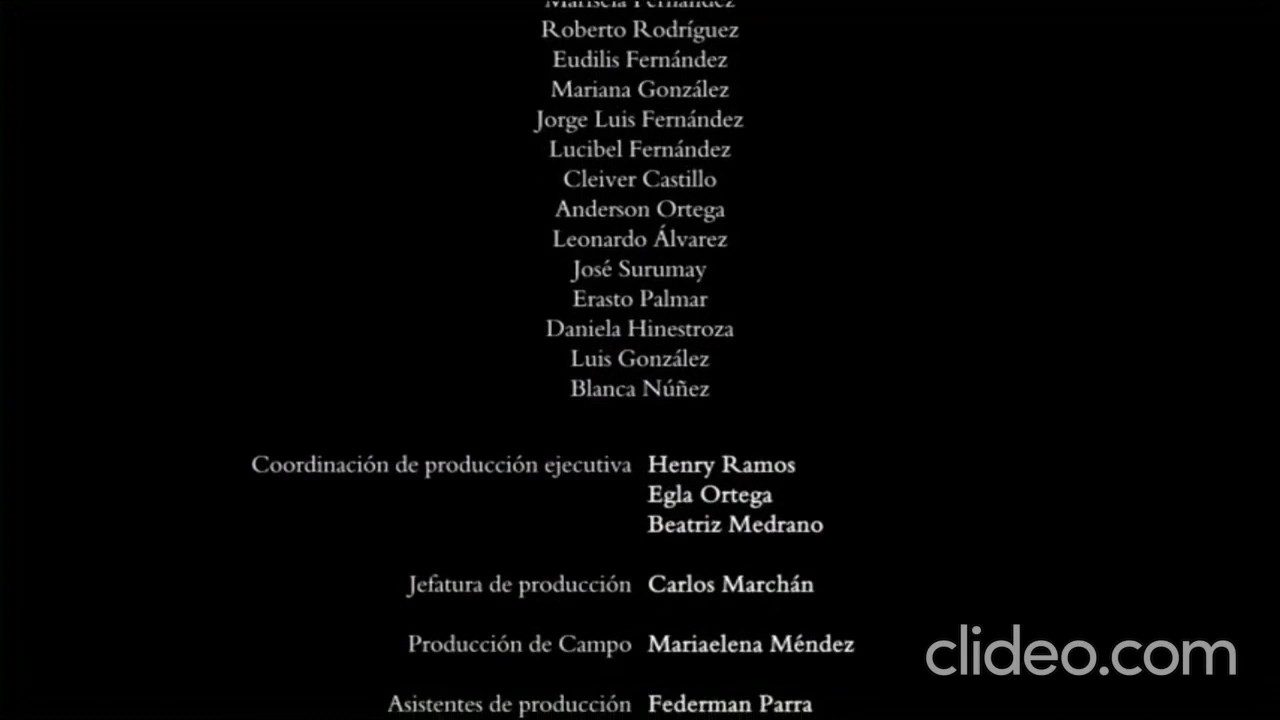 Marisela Fernández
Roberto Rodríguez
Eudilis Fernández
Mariana González
Jorge Luis Fernández
Lucibel Fernández
Cleiver Castillo
Anderson Ortega
Leonardo Álvarez
José Surumay
Erasto Palmar
Daniela Hinestroza
Luis González
Blanca Núñez
Coordinación de producción ejecutiva Henry Ramos
Egla Ortega
Beatriz Medrano
Jefatura de producción Carlos Marchán
Producción de Campo Mariaelena Méndez
Asistentes de producción Federman Parra
clideo.com